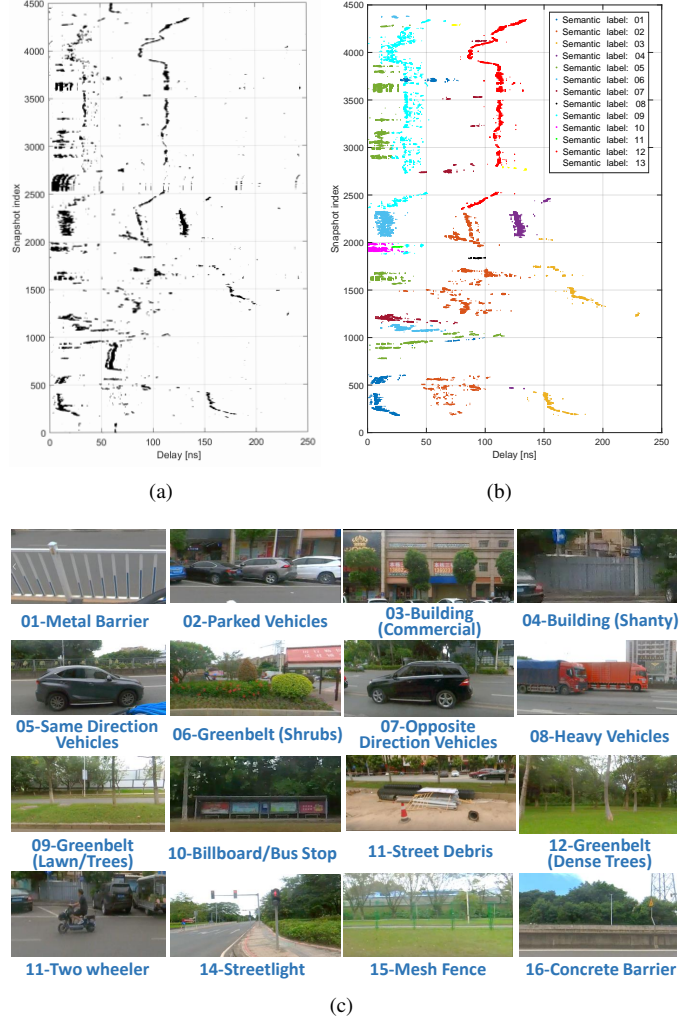 4500
4000
3500
3000
2500
2000
1500
1000
500
0
Snapshot index
0
50
100
150
200
250
Delay [ns]
(a)
4500
4000
3500
3000
2500
2000
1500
1000
500
0
Snapshot index
0
50
100
150
200
250
Delay [ns]
Semantic label: 01
Semantic label: 02
Semantic label: 03
Semantic label: 04
Semantic label: 05
Semantic label: 06
Semantic label: 07
Semantic label: 08
Semantic label: 09
Semantic label: 10
Semantic label: 11
Semantic label: 12
Semantic label: 13
(b)
01-Metal Barrier
02-Parked Vehicles
03-Building
(Commercial)
04-Building (Shanty)
05-Same Direction
Vehicles
06-Greenbelt (Shrubs)
07-Opposite
Direction Vehicles
08-Heavy Vehicles
09-Greenbelt
(Lawn/Trees)
10-Billboard/Bus Stop
11-Street Debris
12-Greenbelt
(Dense Trees)
11-Two wheeler
14-Streetlight
15-Mesh Fence
16-Concrete Barrier
(c)